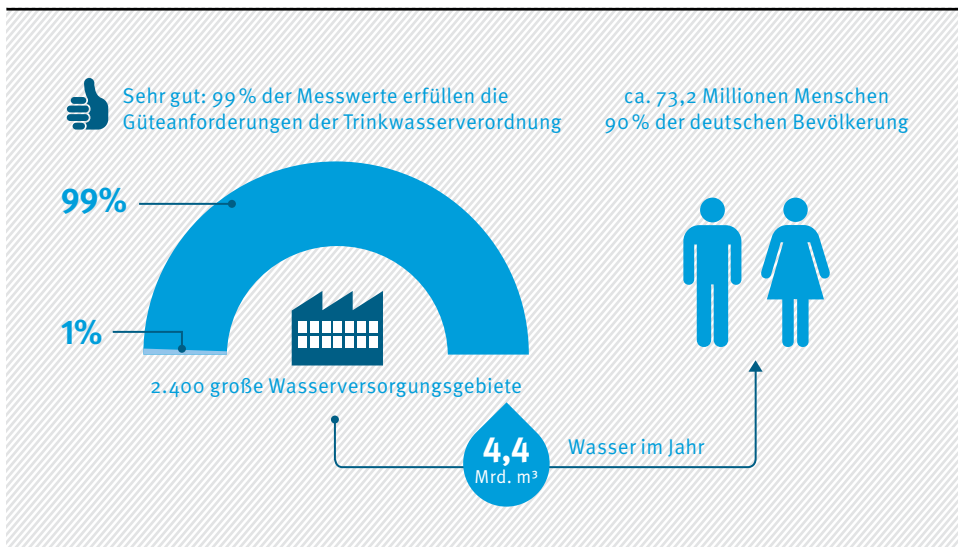 Sehr gut: 99 % der Messwerte erfüllen die
Güteanforderungen der Trinkwasserverordnung
ca. 73,2 Millionen Menschen
90 % der deutschen Bevölkerung
99%
1%
2.400 große Wasserversorgungsgebiete
4,4
Mrd. m³
Wasser im Jahr